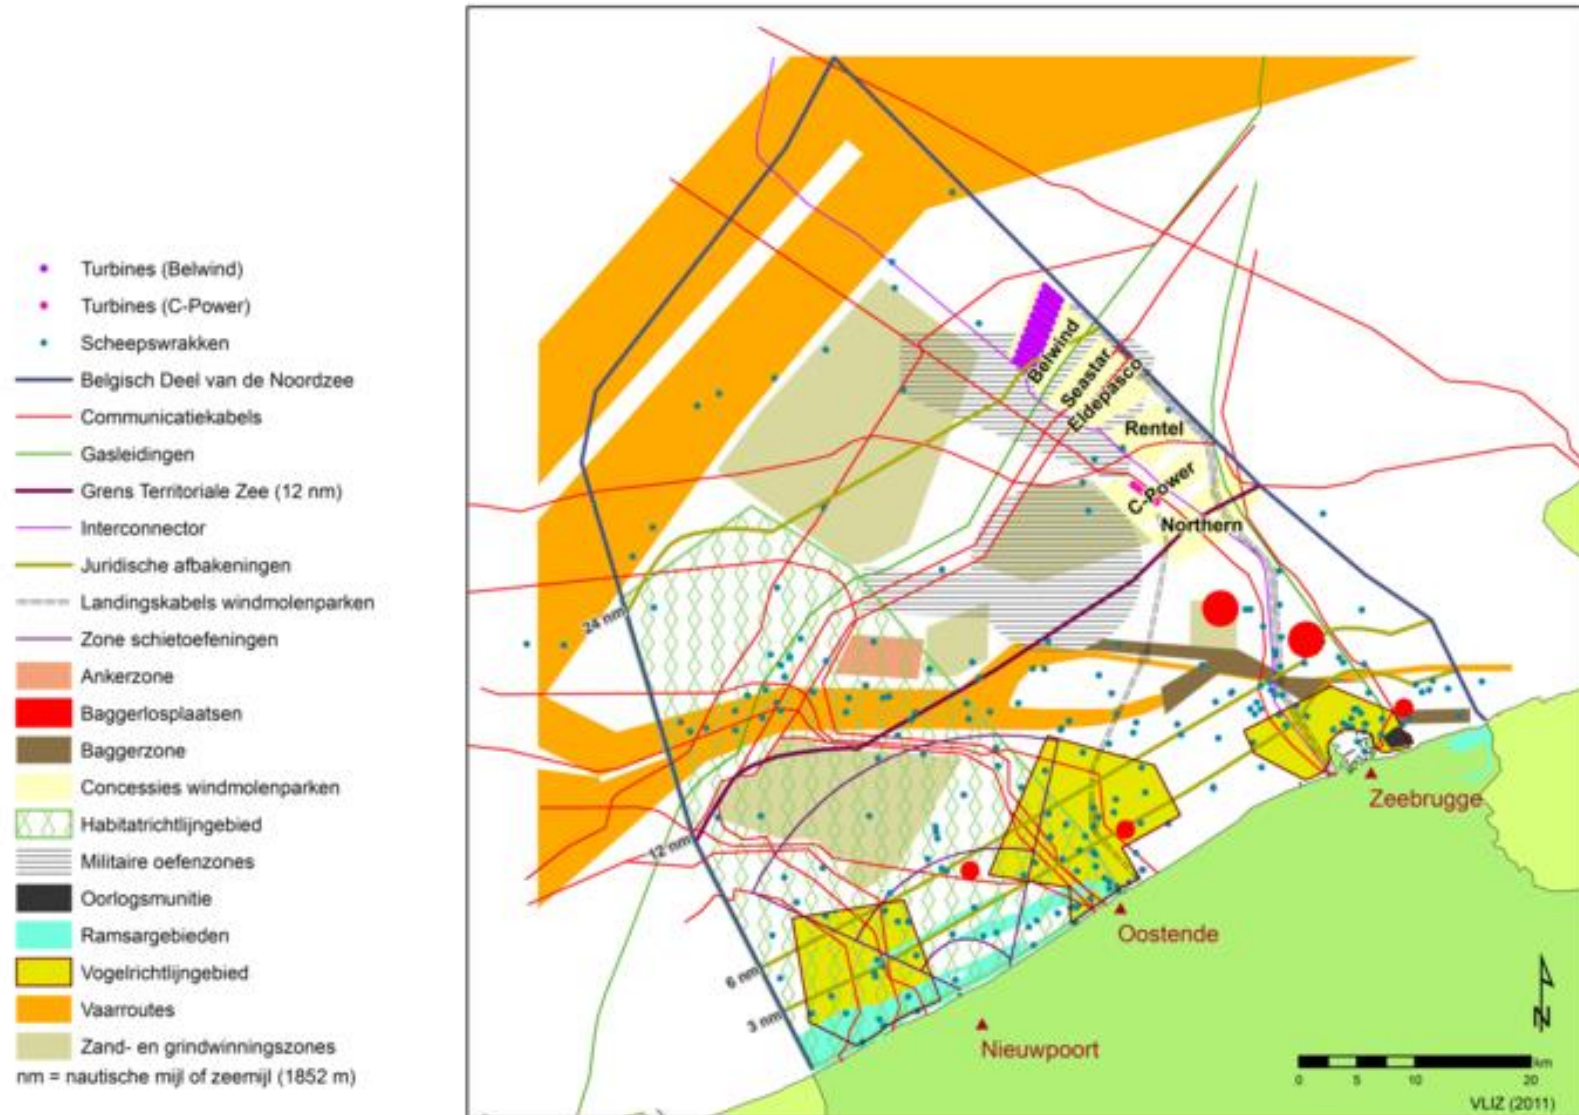 Turbines (Belwind)
Turbines (C-Power)
Scheepswrakken
Belgisch Deel van de Noordzee
Communicatiekabels
Gasleidingen
Grens Territoriale Zee (12 nm)
Interconnector
Juridische afbakeningen
Landingskabels windmolenparken
Zone schietoefeningen
Ankerzone
Baggerlosplaatsen
Baggerzone
Concessies windmolenparken
Habitatrichtlijngebied
Militaire oefenzones
Oorlogsmunitie
Ramsargebieden
Vogelrichtlijngebied
Vaarroutes
Zand- en grindwinningszones
nm = nautische mijl of zeemijl (1852 m)
Belwind
Seastar
Eldepasco
Rentel
C-Power
Northern
24 nm
12 nm
6 nm
3 nm
Zeebrugge
Oostende
Nieuwpoort
N
km
0 5 10 20
VLIZ (2011)